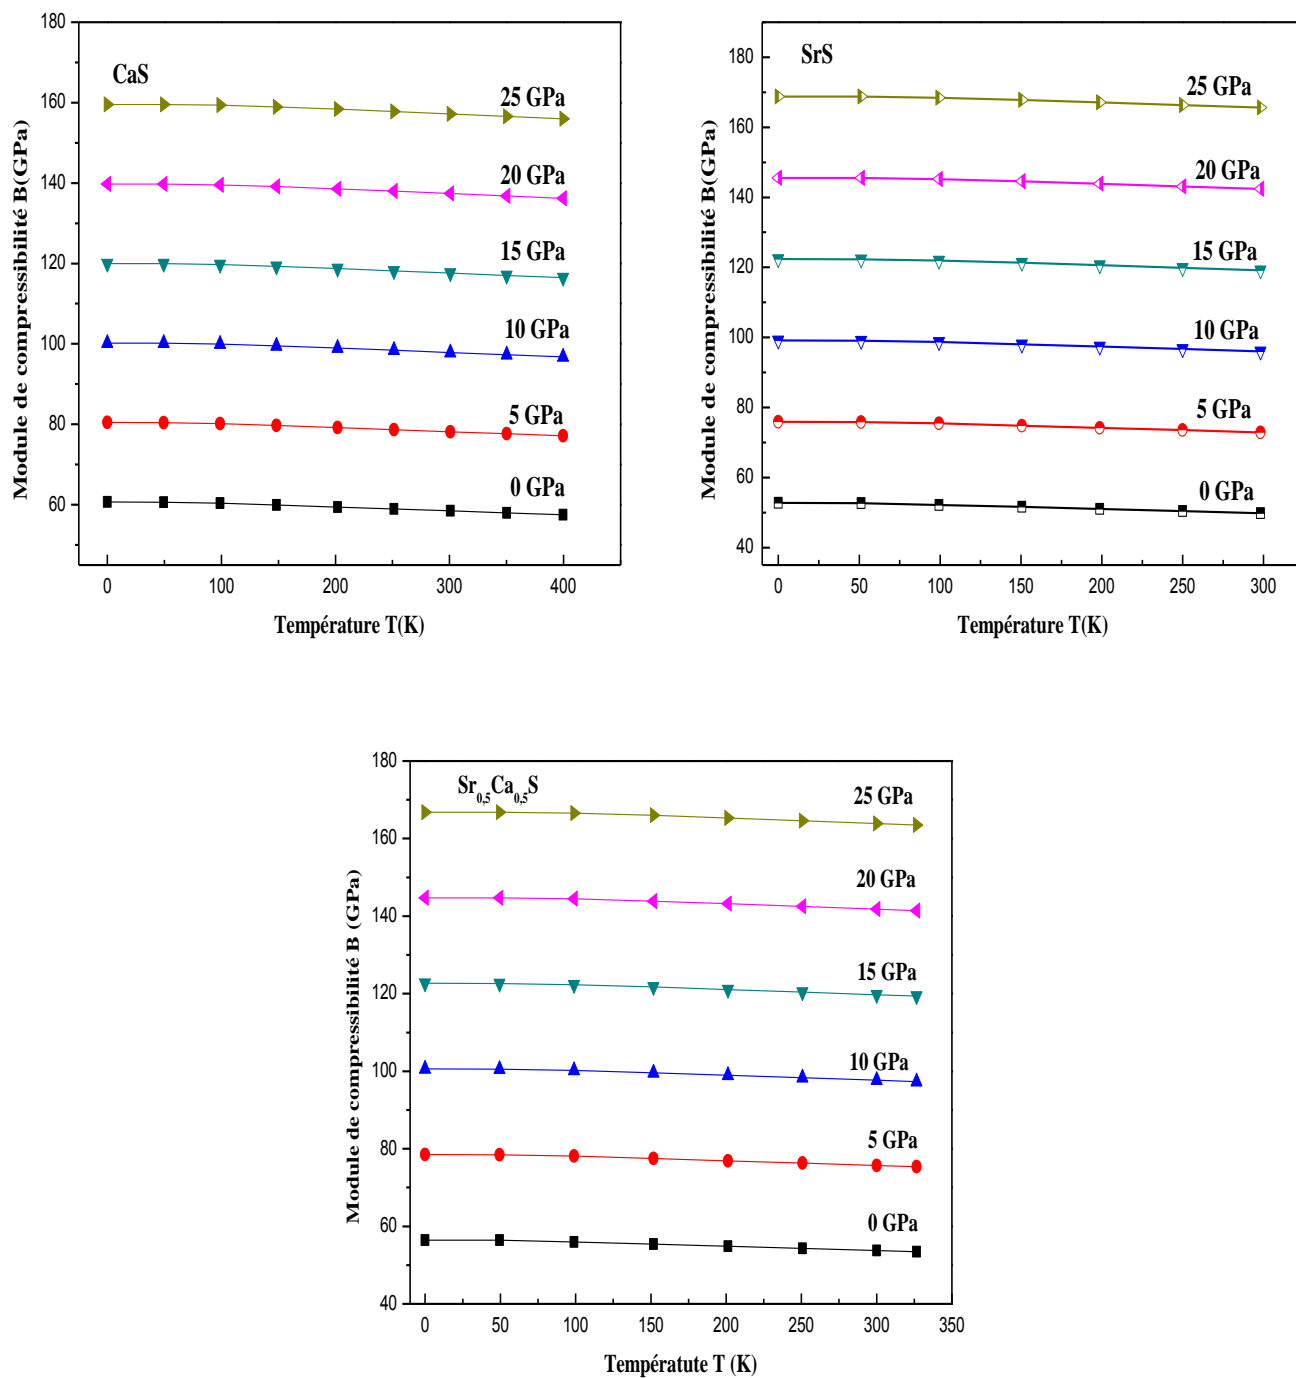 CaS
25 GPa
20 GPa
15 GPa
10 GPa
5 GPa
0 GPa
180
160
140
120
100
80
60
0 100 200 300 400
Module de compressibilité B(GPa)
Température T(K)
SrS
25 GPa
20 GPa
15 GPa
10 GPa
5 GPa
0 GPa
180
160
140
120
100
80
60
40
0 50 100 150 200 250 300
Module de compressibilité B(GPa)
Température T(K)
Sr0,5Ca0,5S
25 GPa
20 GPa
15 GPa
10 GPa
5 GPa
0 GPa
180
160
140
120
100
80
60
40
0 50 100 150 200 250 300 350
Module de compressibilité B (GPa)
Températute T (K)